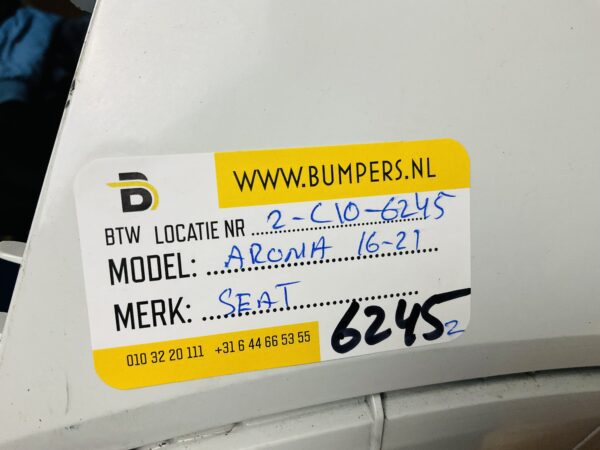 B
WWW.BUMPERS.NL
BTW LOCATIE NR 2-C10-6245
MODEL: AROMA 16-21
MERK: SEAT
010 32 20 111 +31 6 44 66 53 55
6245 2